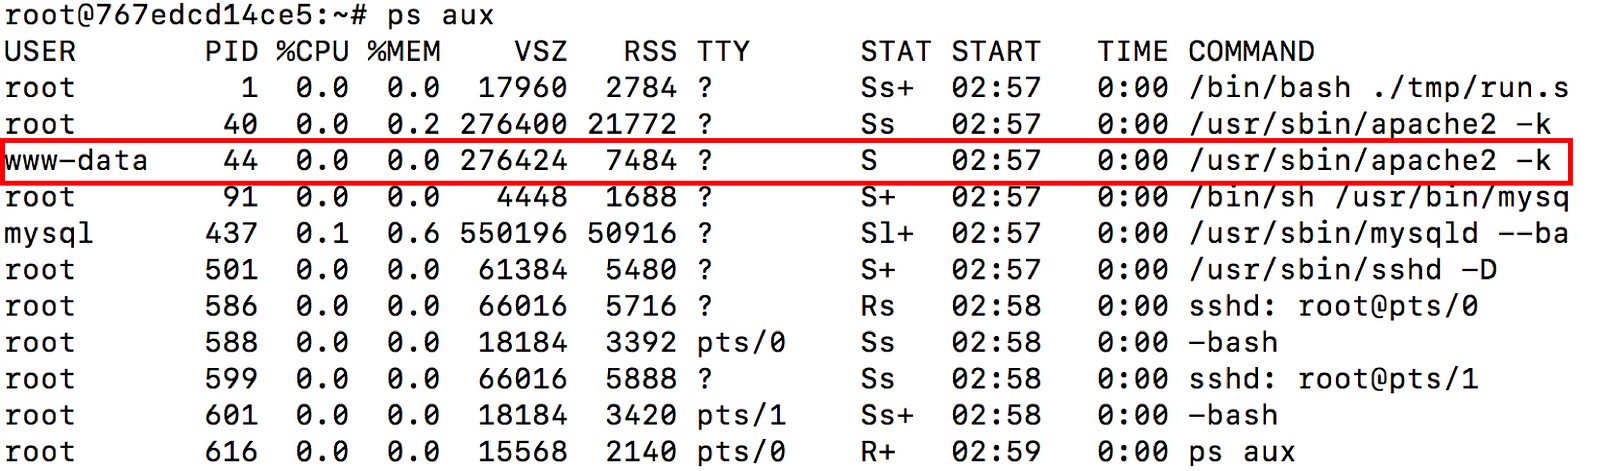 root@767edcd14ce5:~# ps aux
USER PID %CPU %MEM VSZ RSS TTY STAT START TIME COMMAND
root 1 0.0 0.0 17960 2784 ? Ss+ 02:57 0:00 /bin/bash ./tmp/run.s
root 40 0.0 0.2 276400 21772 ? Ss 02:57 0:00 /usr/sbin/apache2 -k
www-data 44 0.0 0.0 276424 7484 ? S 02:57 0:00 /usr/sbin/apache2 -k
root 91 0.0 0.0 4448 1688 ? S+ 02:57 0:00 /bin/sh /usr/bin/mysq
mysql 437 0.1 0.6 550196 50916 ? Sl+ 02:57 0:00 /usr/sbin/mysqld --ba
root 501 0.0 0.0 61384 5480 ? S+ 02:57 0:00 /usr/sbin/sshd -D
root 586 0.0 0.0 66016 5716 ? Rs 02:58 0:00 sshd: root@pts/0
root 588 0.0 0.0 18184 3392 pts/0 Ss 02:58 0:00 -bash
root 599 0.0 0.0 66016 5888 ? Ss 02:58 0:00 sshd: root@pts/1
root 601 0.0 0.0 18184 3420 pts/1 Ss+ 02:58 0:00 -bash
root 616 0.0 0.0 15568 2140 pts/0 R+ 02:59 0:00 ps aux